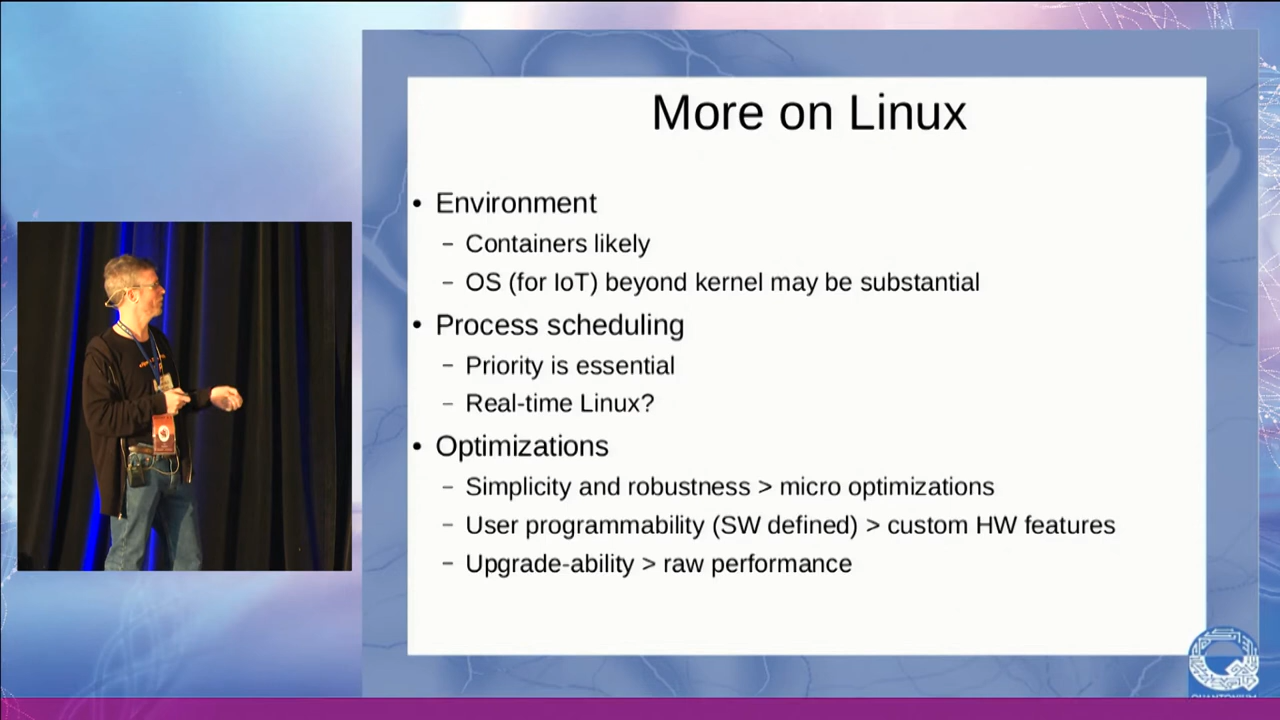 More on Linux
• Environment
– Containers likely
– OS (for IoT) beyond kernel may be substantial
• Process scheduling
– Priority is essential
– Real-time Linux?
• Optimizations
– Simplicity and robustness > micro optimizations
– User programmability (SW defined) > custom HW features
– Upgrade-ability > raw performance
QUANTONIUM